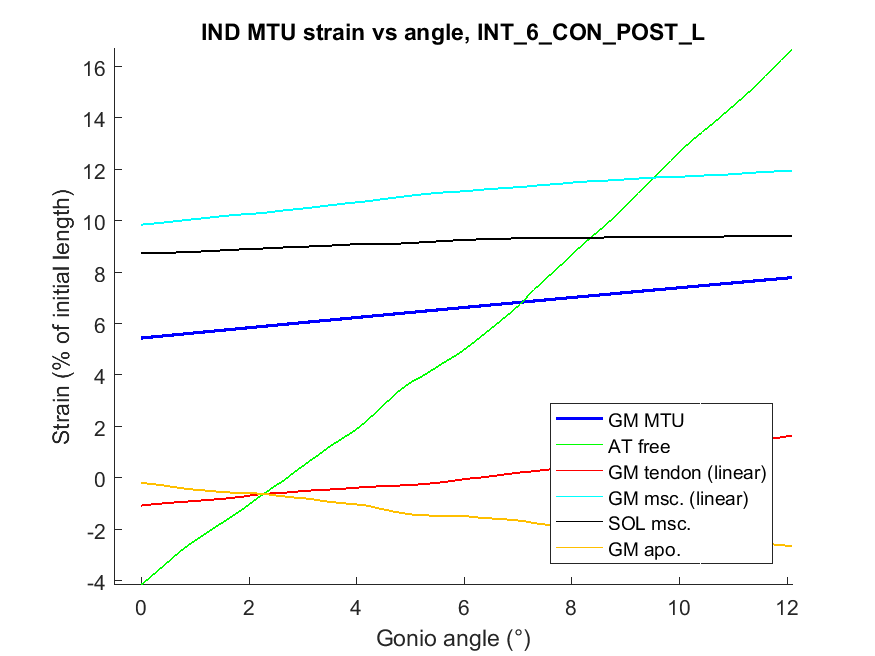 IND MTU strain vs angle, INT_6_CON_POST_L
Strain (% of initial length)
16
14
12
10
8
6
4
2
0
-2
-4
GM MTU
AT free
GM tendon (linear)
GM msc. (linear)
SOL msc.
GM apo.
0 2 4 6 8 10 12
Gonio angle (°)